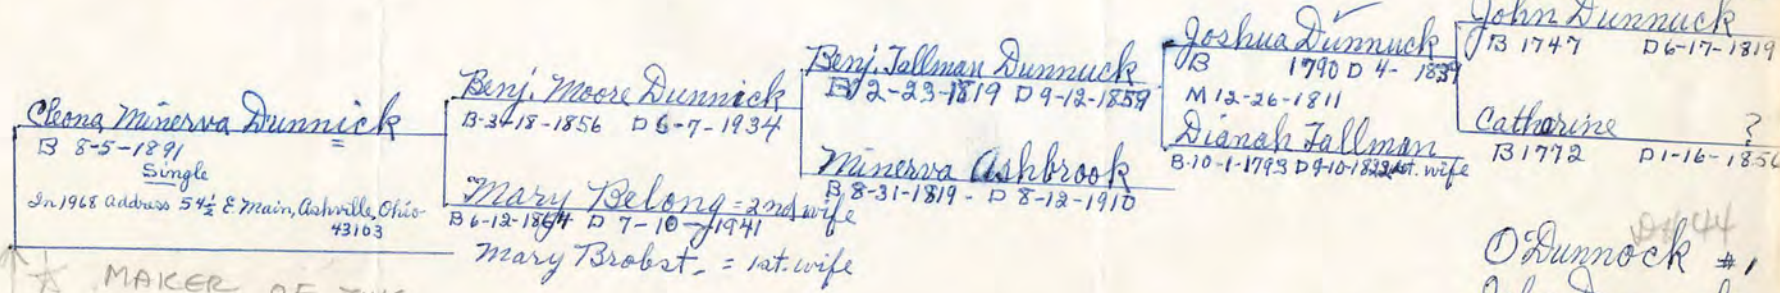 Cleona Minerva Dunnick
B 8-5-1891
Single
In 1968 address 54½ E. Main, Ashville, Ohio
43103
Benj. Moore Dunnick
B-3-18-1856 D 6-7-1934
Mary Belong = 2nd wife
B 6-12-1864 D 7-10-1941
Mary Brobst. = 1st. wife
Benj. Tallman Dunnuck
B 2-23-1819 D 9-12-1859
Minerva Ashbrook
B. 8-31-1819 - D 8-12-1910
Joshua Dunnuck
B 1790 D 4- 1839
M 12-26-1811
Dianah Tallman
B-10-1-1793 D 9-10-1822 1st. wife
John Dunnuck
B 1747 D 6-17-1819
Catharine ?
B 1772 D 1-16-1856
44
O'Dunnock #1
MAKER OF